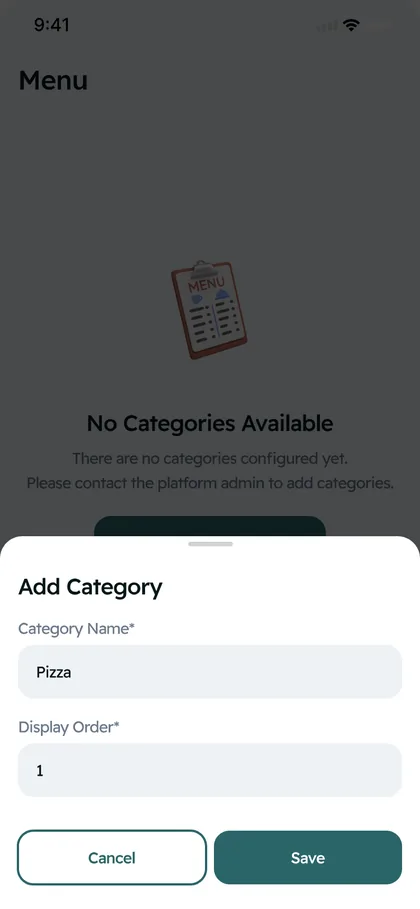 9:41
Menu
MENU
No Categories Available
There are no categories configured yet.
Please contact the platform admin to add categories.
Add Category
Category Name*
Pizza
Display Order*
1
Cancel
Save